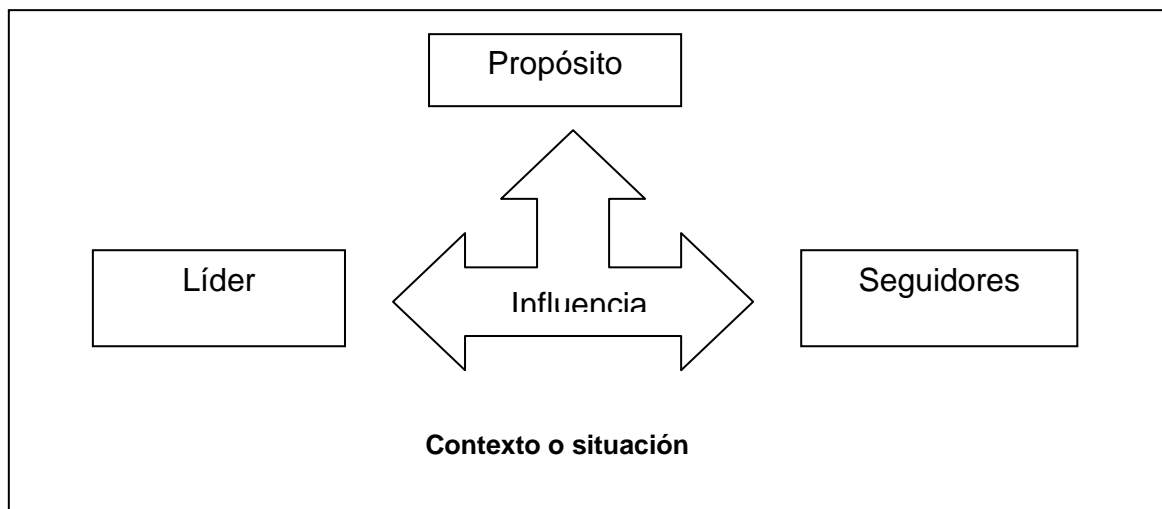 Propósito
Líder
Seguidores
Influencia
Contexto o situación